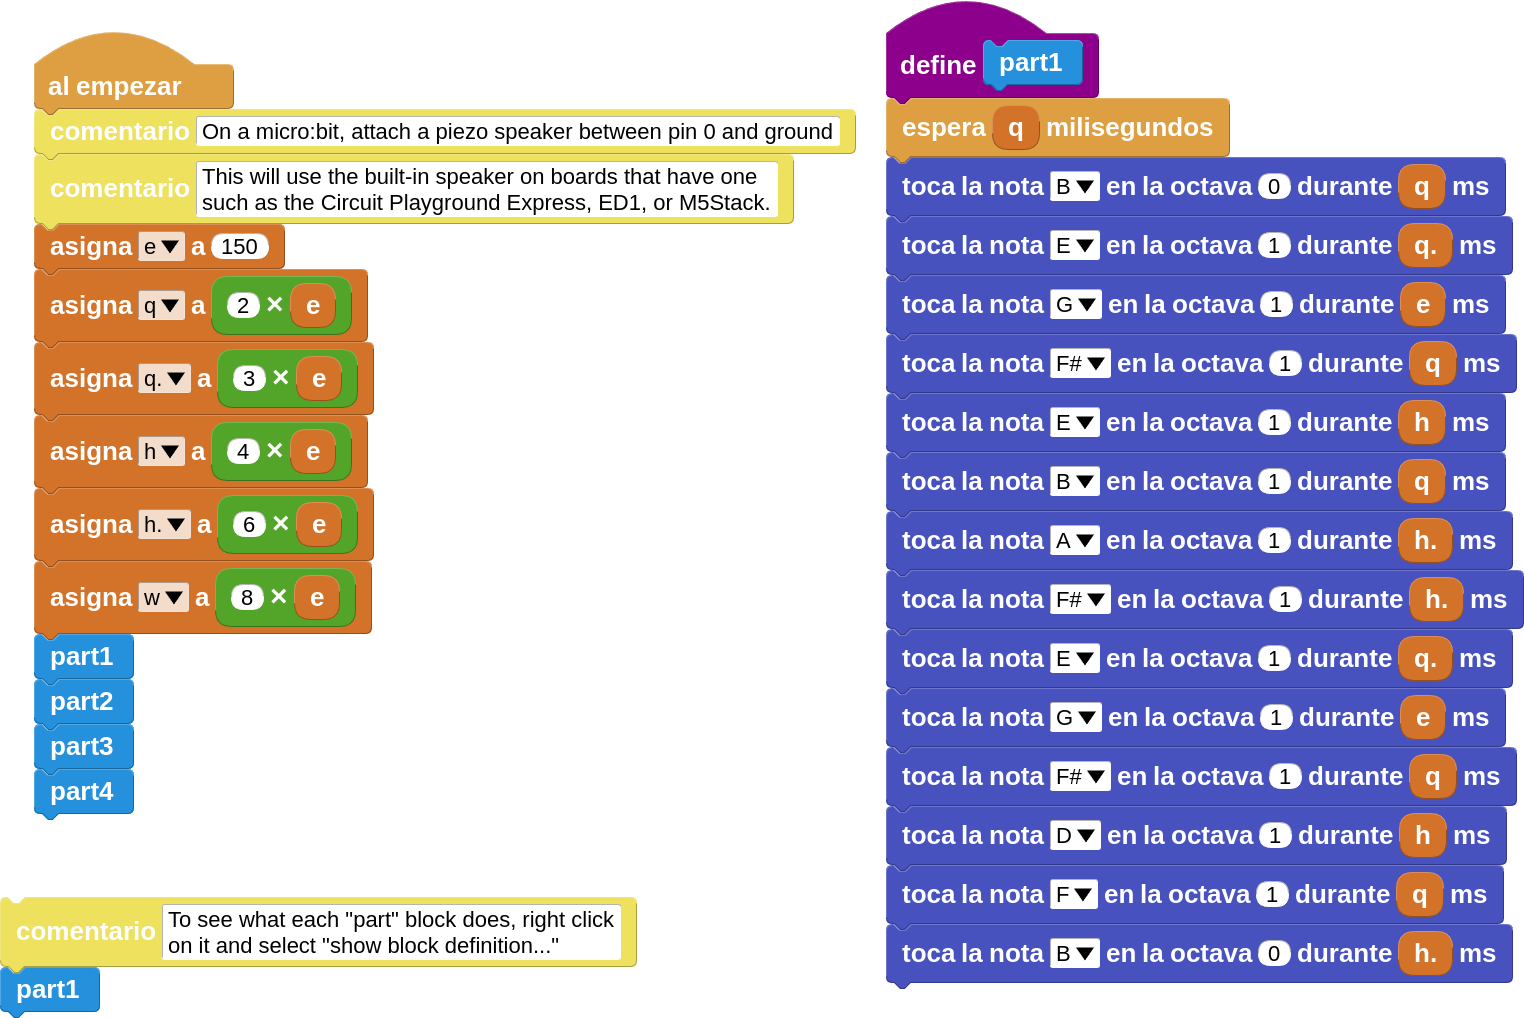 al empezar
comentario On a micro:bit, attach a piezo speaker between pin 0 and ground
comentario This will use the built-in speaker on boards that have one
such as the Circuit Playground Express, ED1, or M5Stack.
asigna e a 150
asigna q a 2 × e
asigna q. a 3 × e
asigna h a 4 × e
asigna h. a 6 × e
asigna w a 8 × e
part1
part2
part3
part4
comentario To see what each "part" block does, right click
on it and select "show block definition..."
part1
define part1
espera q milisegundos
toca la nota B en la octava 0 durante q ms
toca la nota E en la octava 1 durante q. ms
toca la nota G en la octava 1 durante e ms
toca la nota F# en la octava 1 durante q ms
toca la nota E en la octava 1 durante h ms
toca la nota B en la octava 1 durante q ms
toca la nota A en la octava 1 durante h. ms
toca la nota F# en la octava 1 durante h. ms
toca la nota E en la octava 1 durante q. ms
toca la nota G en la octava 1 durante e ms
toca la nota F# en la octava 1 durante q ms
toca la nota D en la octava 1 durante h ms
toca la nota F en la octava 1 durante q ms
toca la nota B en la octava 0 durante h. ms